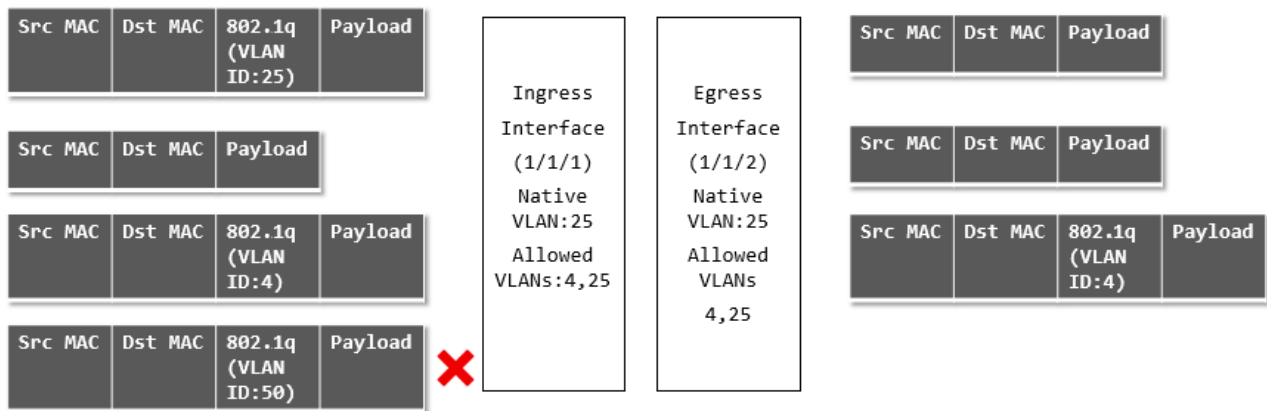 Src MAC Dst MAC 802.1q Payload
(VLAN
ID:25)
Src MAC Dst MAC Payload
Src MAC Dst MAC 802.1q Payload
(VLAN
ID:4)
Src MAC Dst MAC 802.1q Payload
(VLAN
ID:50)
Ingress
Interface
(1/1/1)
Native
VLAN:25
Allowed
VLANs:4,25
Egress
Interface
(1/1/2)
Native
VLAN:25
Allowed
VLANs
4,25
Src MAC Dst MAC Payload
Src MAC Dst MAC Payload
Src MAC Dst MAC 802.1q Payload
(VLAN
ID:4)